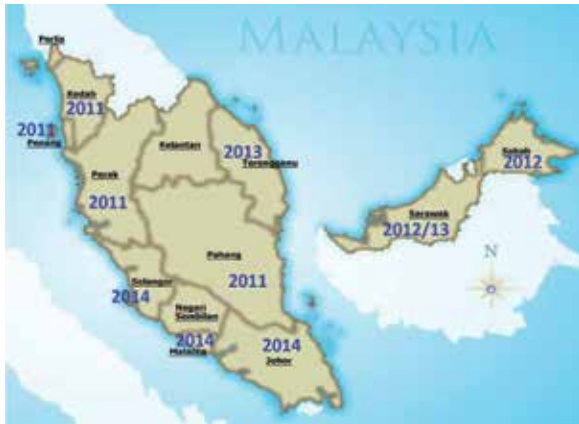 MALAYSIA
Perlis
Kedah
2011
2011
Penang
Kelantan
2013
Terengganu
Sabah
2012
Perak
2011
Sarawak
2012/13
Pahang
2011
N
Selangor
2014
Negeri
Sembilan
2014
Melaka
2014
Johor